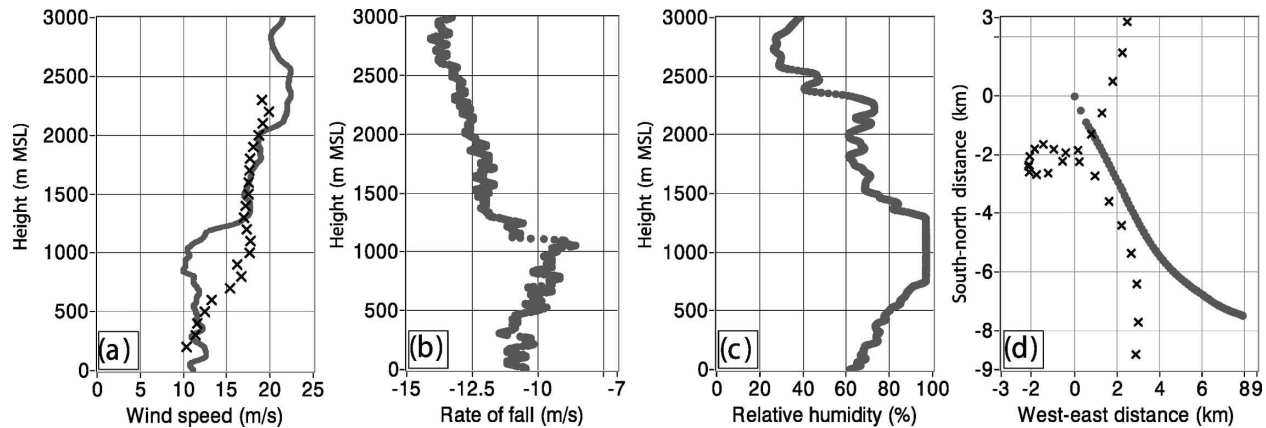 3000
2500
2000
1500
1000
500
0
Height (m MSL)
(a)
0 5 10 15 20 25
Wind speed (m/s)
3000
2500
2000
1500
1000
500
0
Height (m MSL)
(b)
-15 -12.5 -10 -7
Rate of fall (m/s)
3000
2500
2000
1500
1000
500
0
Height (m MSL)
(c)
0 20 40 60 80 100
Relative humidity (%)
3
0
-2
-4
-6
-8
-9
South-north distance (km)
(d)
-3 -2 0 2 4 6 8 9
West-east distance (km)